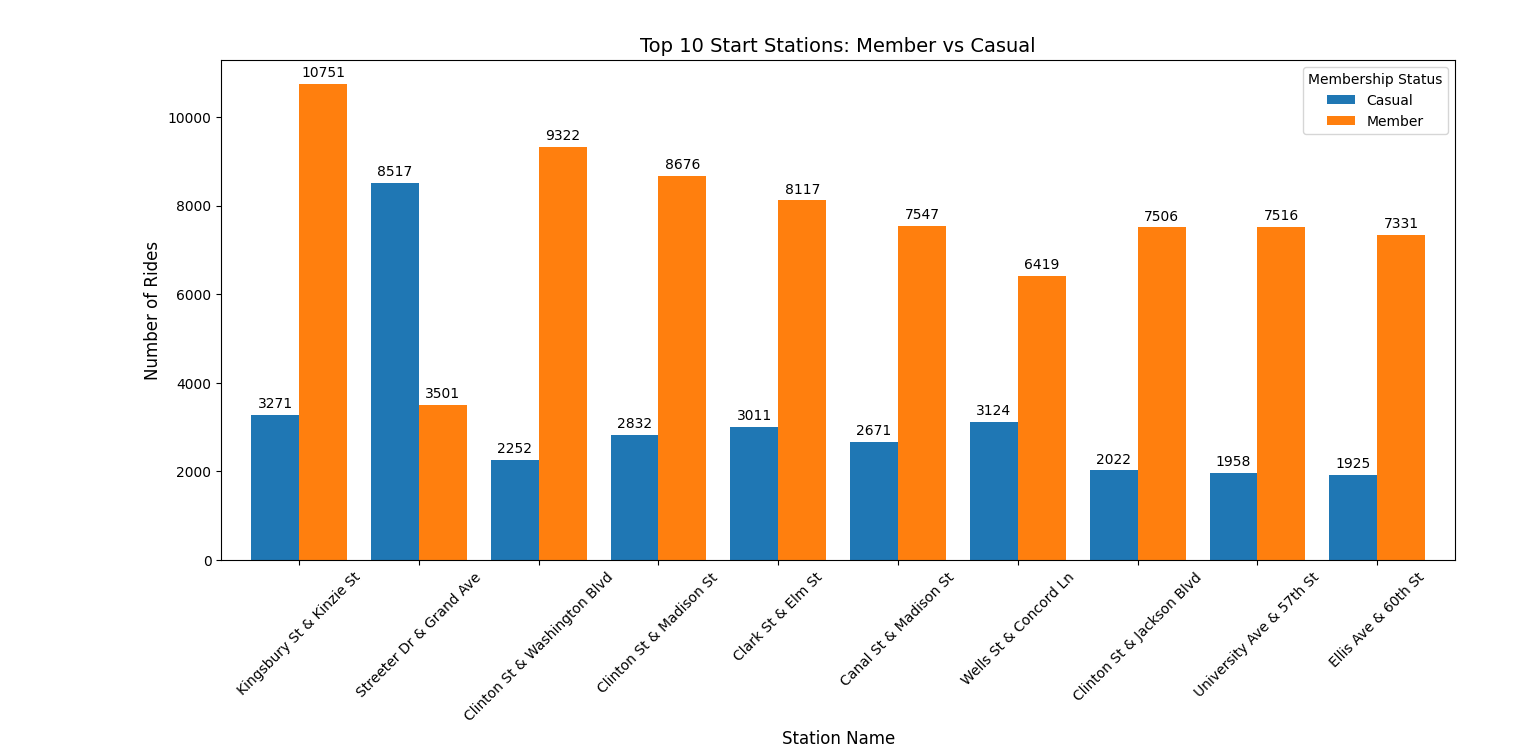 Top 10 Start Stations: Member vs Casual
Membership Status
Casual
Member
Number of Rides
10000
8000
6000
4000
2000
0
3271
10751
8517
3501
2252
9322
2832
8676
3011
8117
2671
7547
3124
6419
2022
7506
1958
7516
1925
7331
Kingsbury St & Kinzie St
Streeter Dr & Grand Ave
Clinton St & Washington Blvd
Clinton St & Madison St
Clark St & Elm St
Canal St & Madison St
Wells St & Concord Ln
Clinton St & Jackson Blvd
University Ave & 57th St
Ellis Ave & 60th St
Station Name